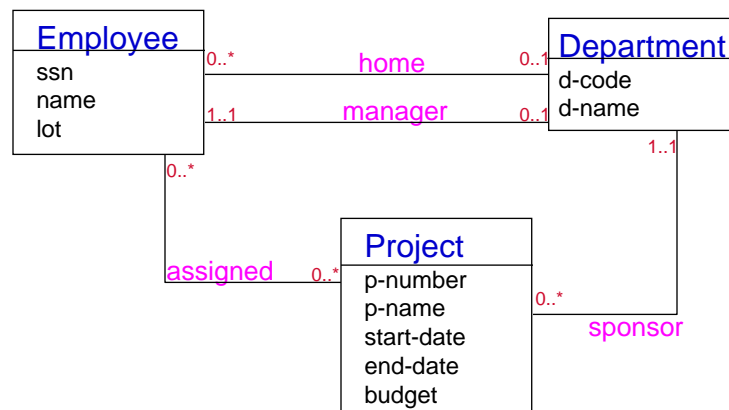 Employee
ssn
name
lot
0..*
home
0..1
1..1
manager
0..1
Department
d-code
d-name
0..*
1..1
assigned
0..*
Project
p-number
p-name
start-date
end-date
budget
0..*
sponsor